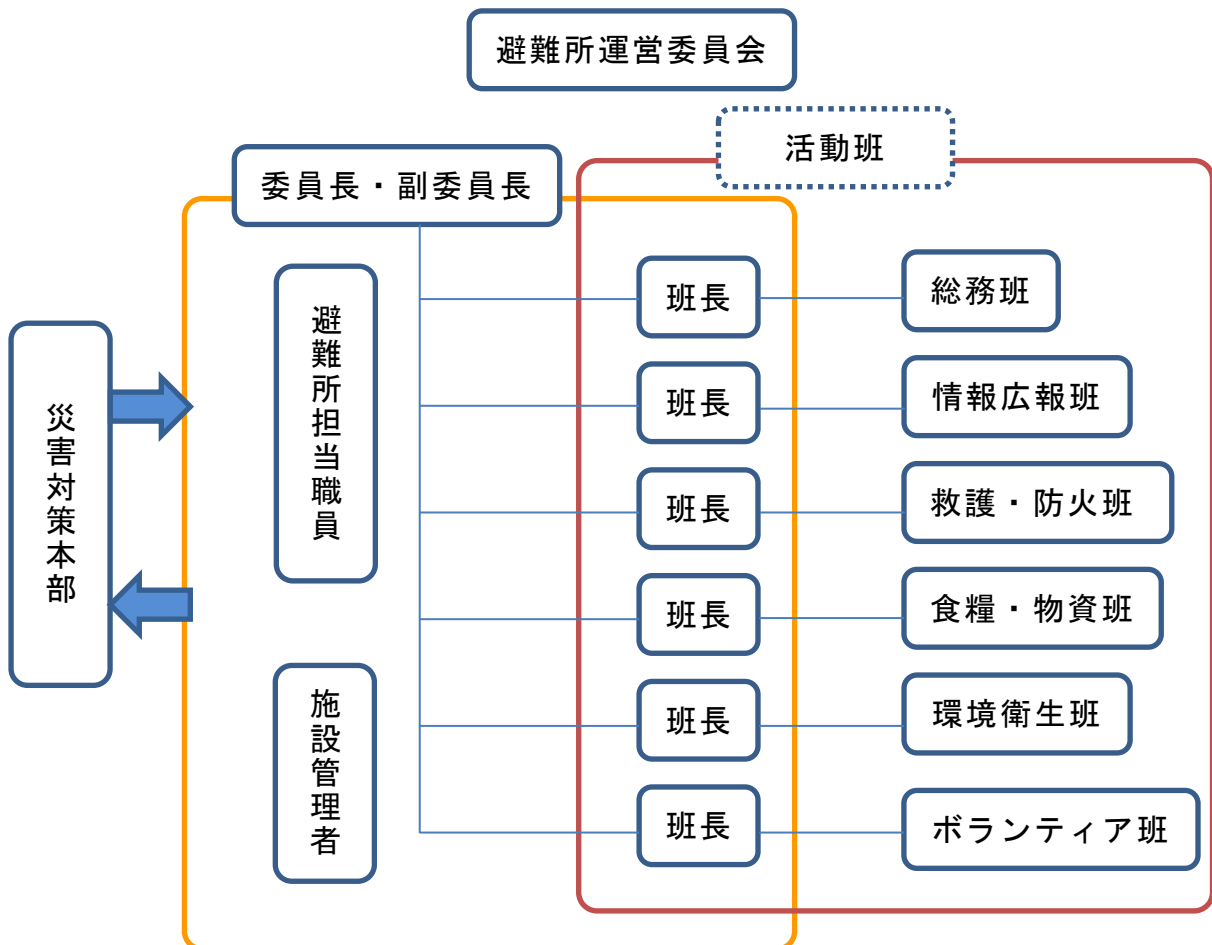 避難所運営委員会
活動班
委員長・副委員長
災害対策本部
避難所担当職員
施設管理者
班長
総務班
班長
情報広報班
班長
救護・防火班
班長
食糧・物資班
班長
環境衛生班
班長
ボランティア班